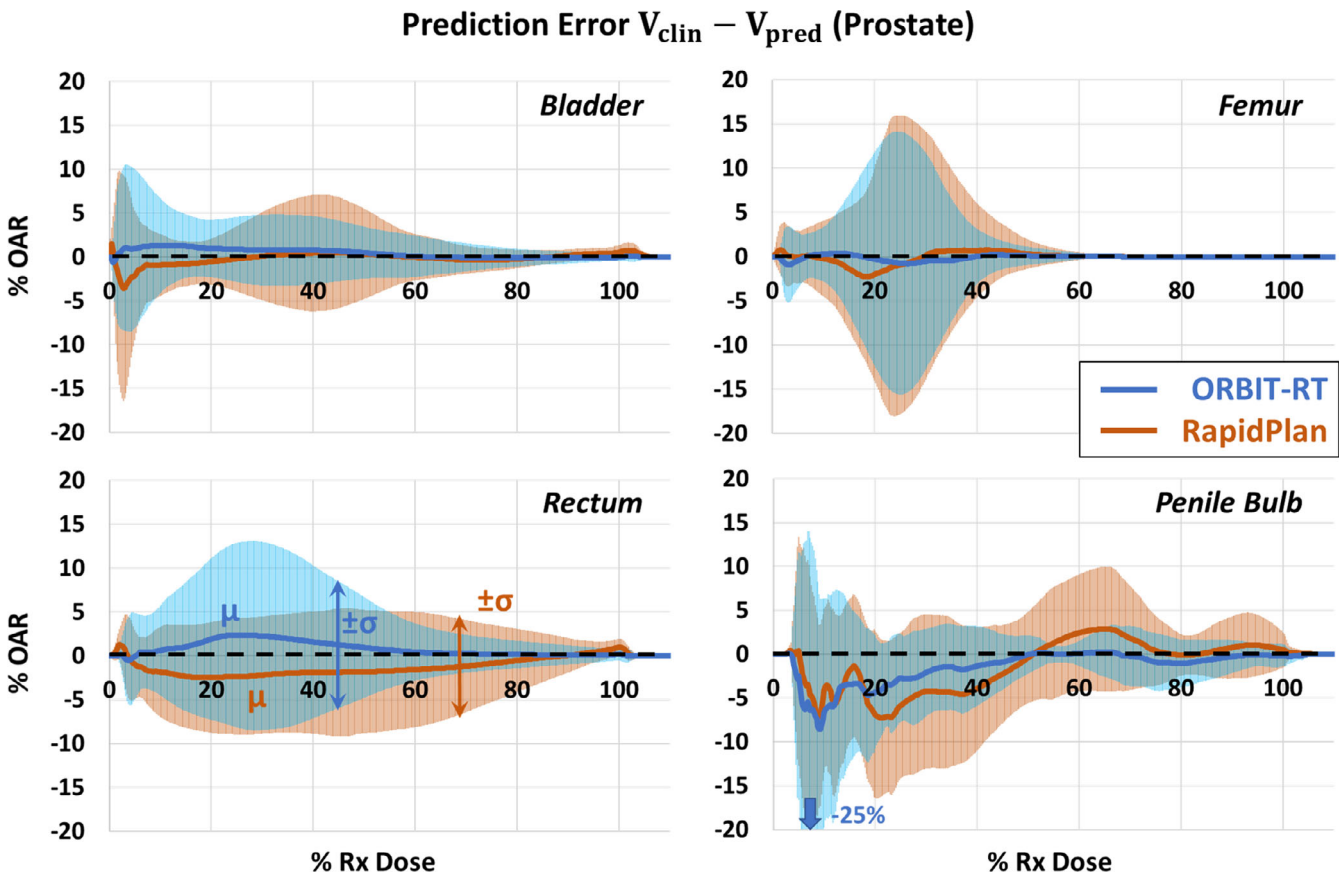 Prediction Error V_clin − V_pred (Prostate)
% OAR
20
15
10
5
0
-5
-10
-15
-20
0 20 40 60 80 100
Bladder
20
15
10
5
0
-5
-10
-15
-20
0 20 40 60 80 100
Femur
ORBIT-RT
RapidPlan
% OAR
20
15
10
5
0
-5
-10
-15
-20
0 20 40 60 80 100
Rectum
μ
±σ
±σ
μ
% Rx Dose
20
15
10
5
0
-5
-10
-15
-20
0 20 40 60 80 100
Penile Bulb
-25%
% Rx Dose